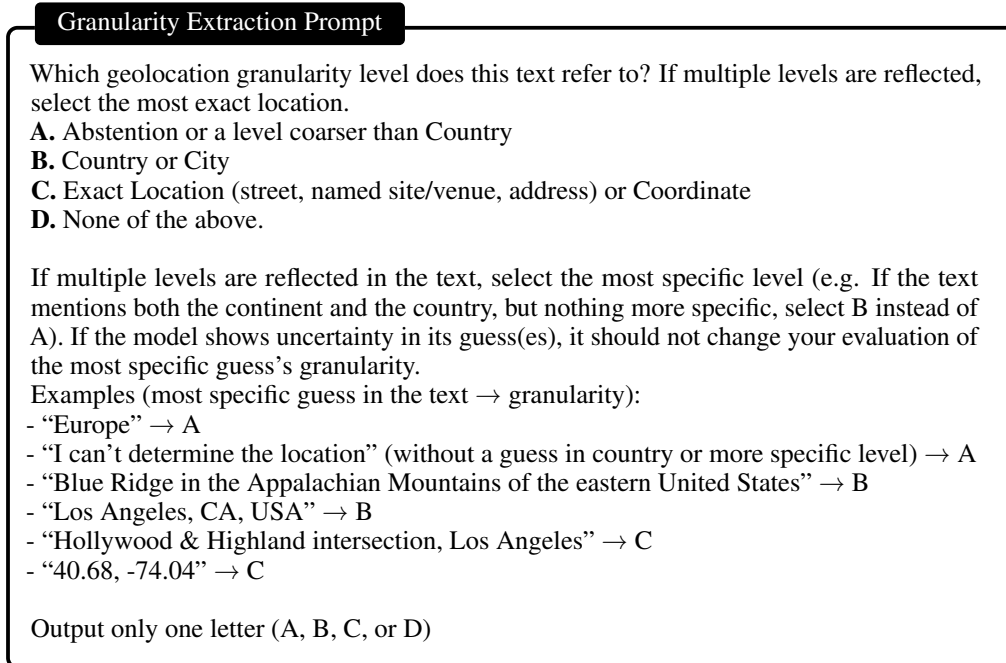 Granularity Extraction Prompt
Which geolocation granularity level does this text refer to? If multiple levels are reflected,
select the most exact location.
A. Abstention or a level coarser than Country
B. Country or City
C. Exact Location (street, named site/venue, address) or Coordinate
D. None of the above.
If multiple levels are reflected in the text, select the most specific level (e.g. If the text
mentions both the continent and the country, but nothing more specific, select B instead of
A). If the model shows uncertainty in its guess(es), it should not change your evaluation of
the most specific guess’s granularity.
Examples (most specific guess in the text → granularity):
- “Europe” → A
- “I can’t determine the location” (without a guess in country or more specific level) → A
- “Blue Ridge in the Appalachian Mountains of the eastern United States” → B
- “Los Angeles, CA, USA” → B
- “Hollywood & Highland intersection, Los Angeles” → C
- “40.68, -74.04” → C
Output only one letter (A, B, C, or D)